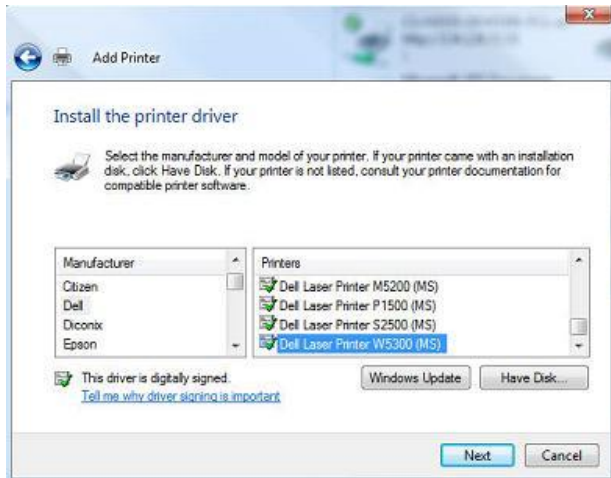 Add Printer
Install the printer driver
Select the manufacturer and model of your printer. If your printer came with an installation
disk, click Have Disk. If your printer is not listed, consult your printer documentation for
compatible printer software.
Manufacturer
Citizen
Dell
Diconix
Epson
Printers
Dell Laser Printer M5200 (MS)
Dell Laser Printer P1500 (MS)
Dell Laser Printer S2500 (MS)
Dell Laser Printer W5300 (MS)
This driver is digitally signed.
Tell me why driver signing is important
Windows Update
Have Disk...
Next
Cancel